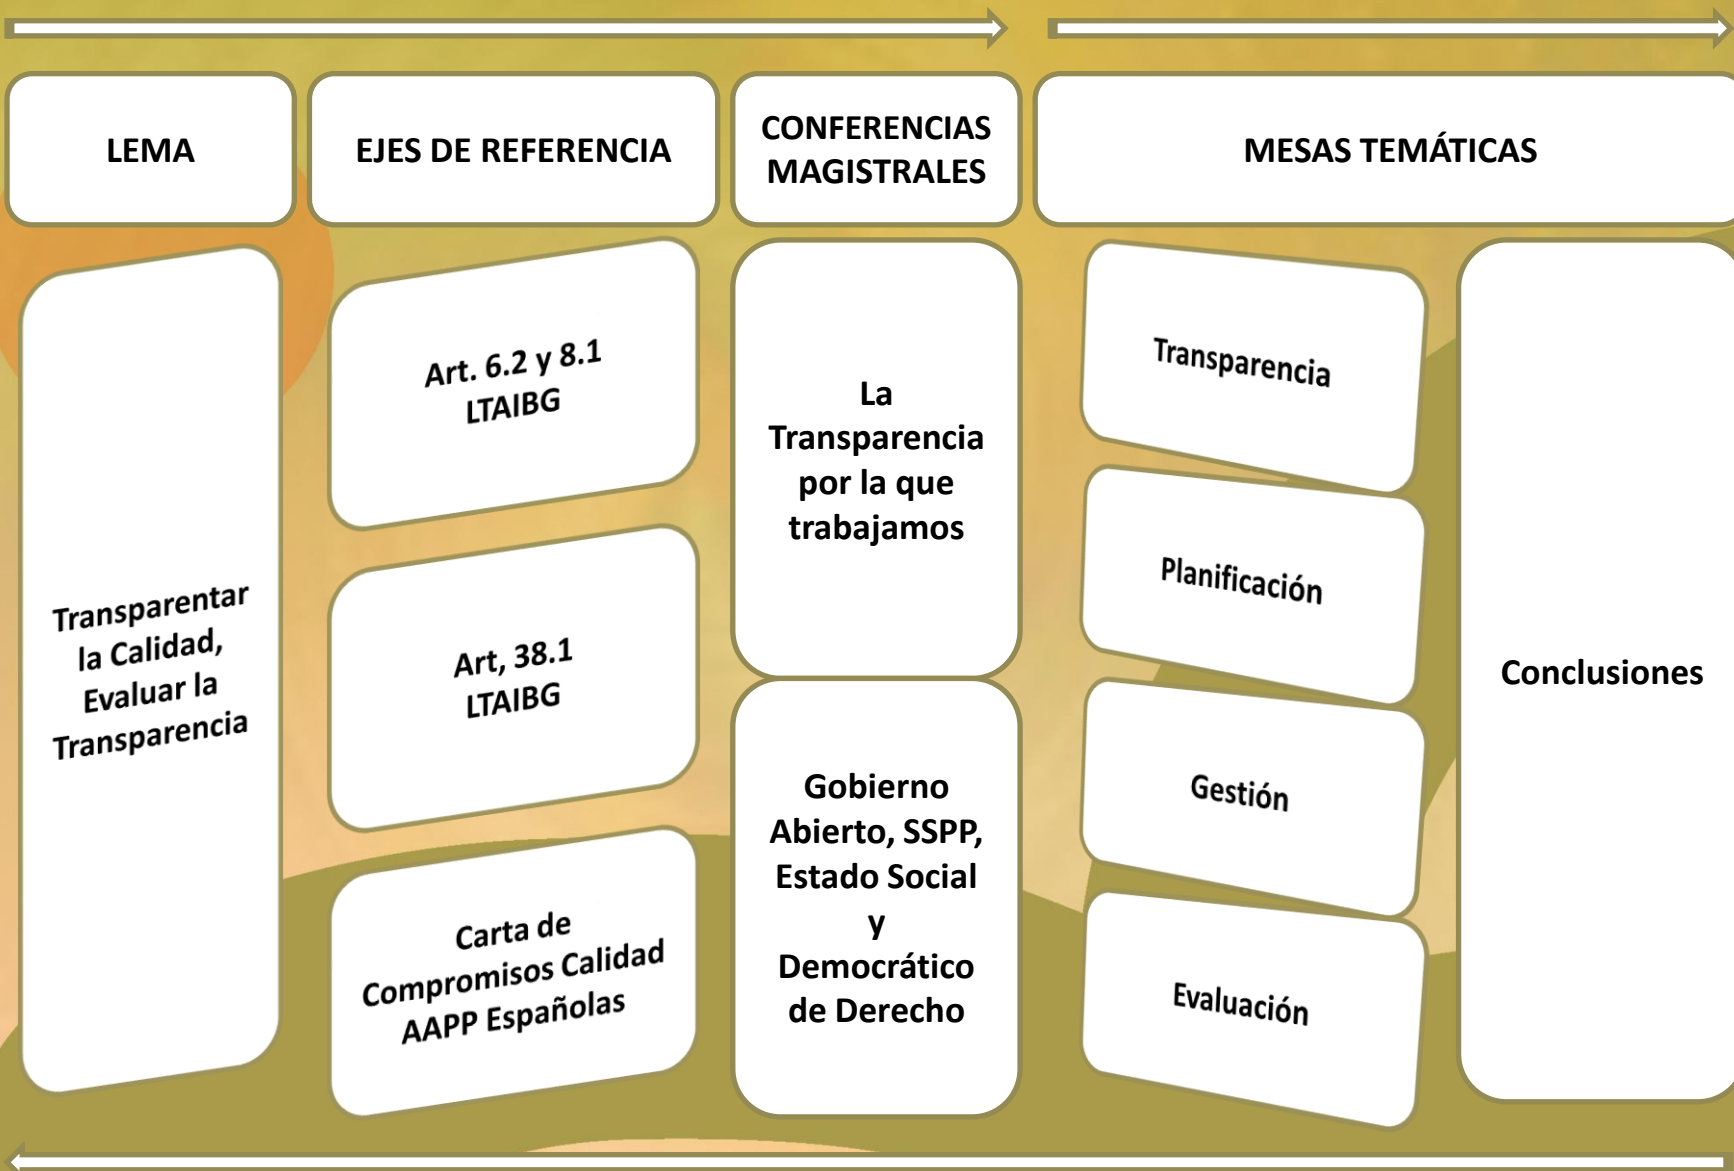 LEMA
EJES DE REFERENCIA
CONFERENCIAS
MAGISTRALES
MESAS TEMÁTICAS
Transparentar
la Calidad,
Evaluar la
Transparencia
Art. 6.2 y 8.1
LTAIBG
Art, 38.1
LTAIBG
Carta de
Compromisos Calidad
AAPP Españolas
La
Transparencia
por la que
trabajamos
Gobierno
Abierto, SSPP,
Estado Social
y
Democrático
de Derecho
Transparencia
Planificación
Gestión
Evaluación
Conclusiones